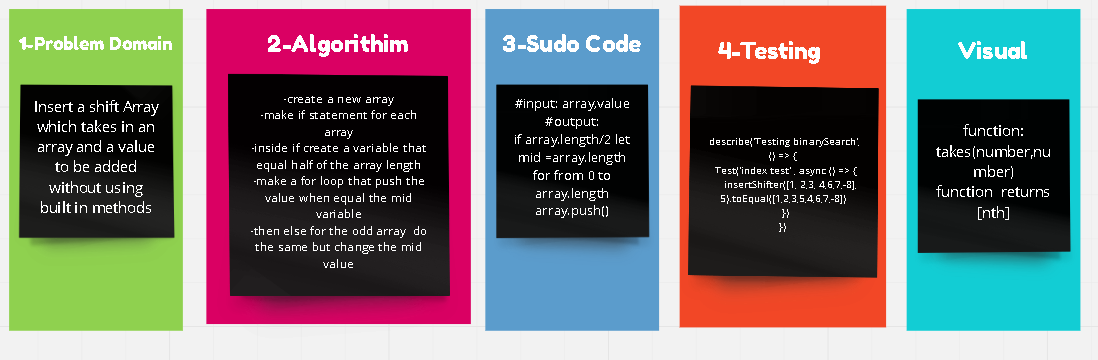 1-Problem Domain
Insert a shift Array
which takes in an
array and a value
to be added
without using
built in methods
2-Algorithim
-create a new array
-make if statement for each
array
-inside if create a variable that
equal half of the array length
-make a for loop that push the
value when equal the mid
variable
-then else for the odd array do
the same but change the mid
value
3-Sudo Code
#input: array,value
#output:
if array.length/2 let
mid =array.length
for from 0 to
array.length
array.push()
4-Testing
describe('Testing binarySearch',
() => {
Test('index test' , async () => {
insertShifter([1, 2,3, 4,6,7,-8],
5).toEqual([1,2,3,5,4,6,7,-8])
})
})
Visual
function:
takes(number,nu
mber)
function returns
[nth]